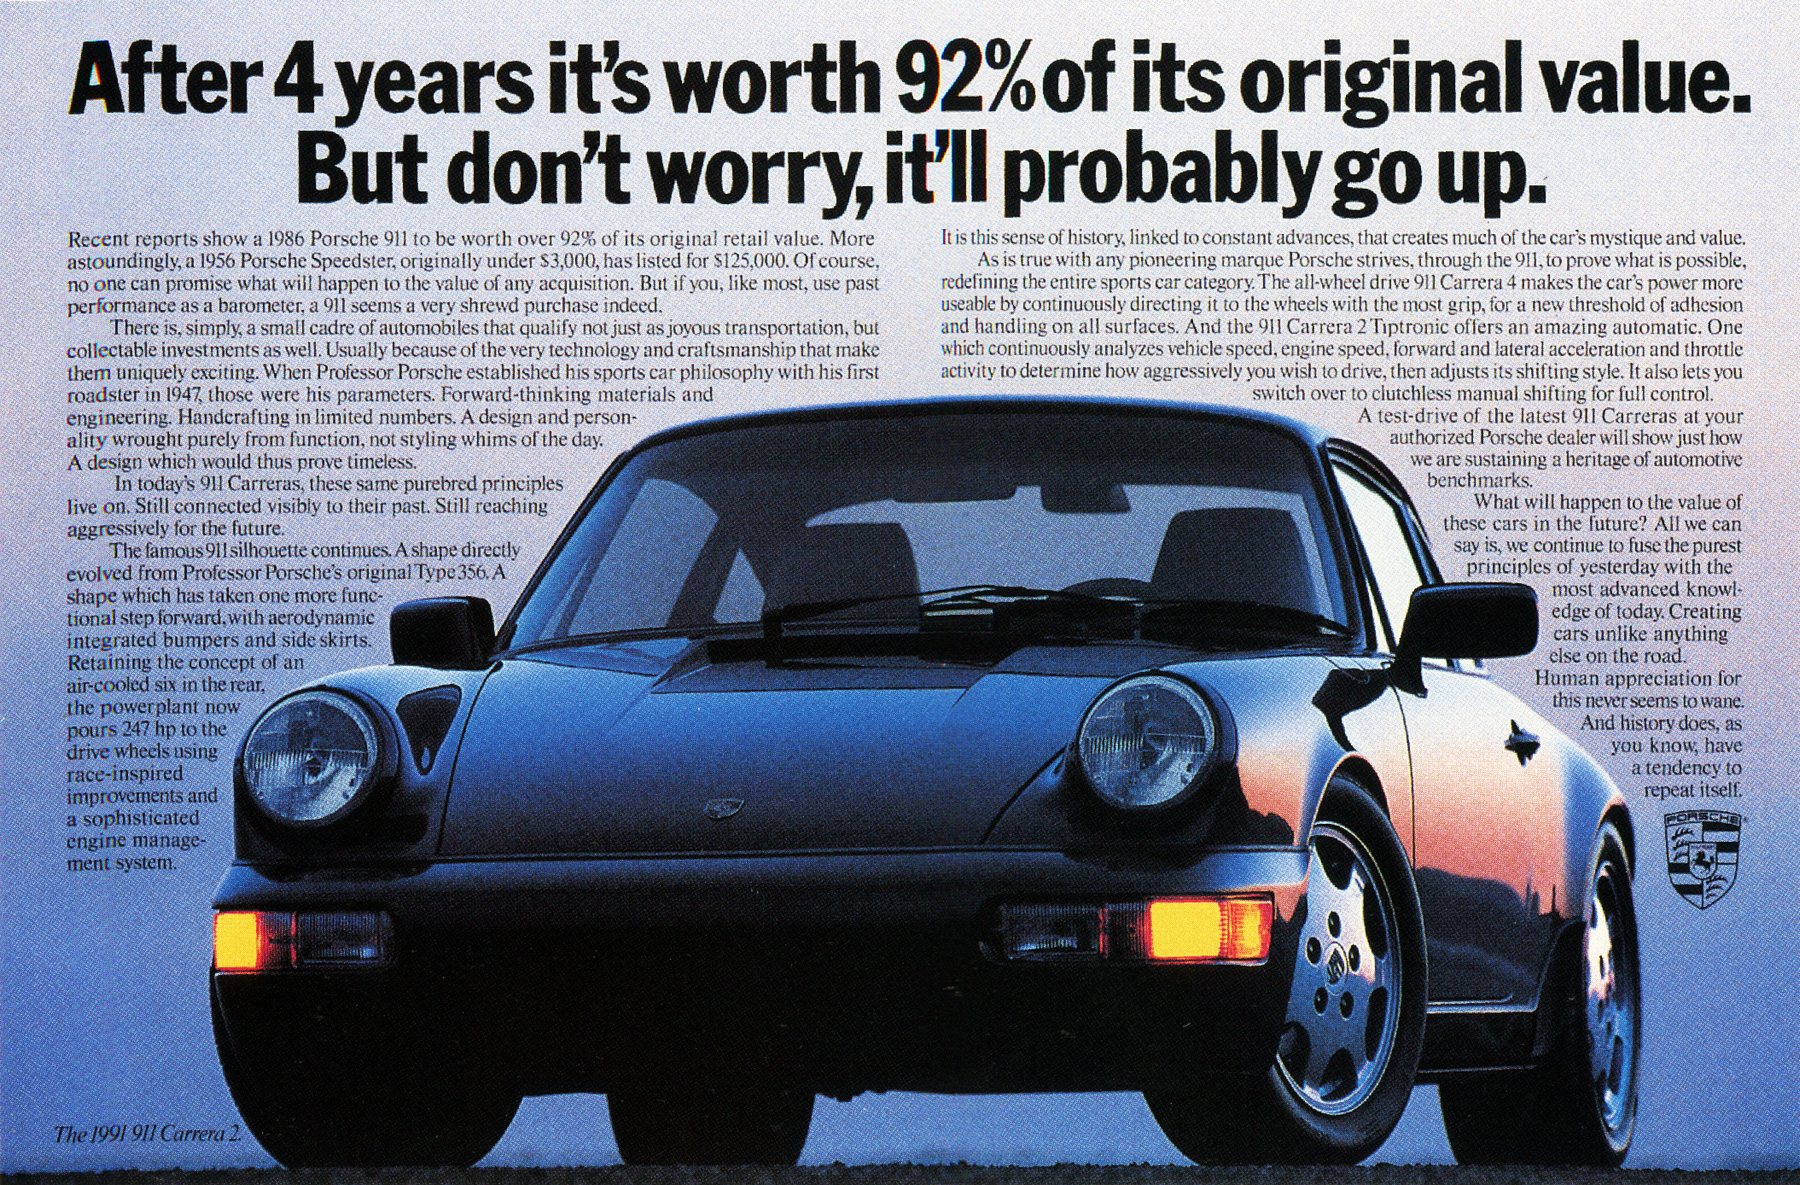 After 4 years it's worth 92% of its original value.
But don't worry, it'll probably go up.
Recent reports show a 1986 Porsche 911 to be worth over 92% of its original retail value. More
astoundingly, a 1956 Porsche Speedster, originally under $3,000, has listed for $125,000. Of course,
no one can promise what will happen to the value of any acquisition. But if you, like most, use past
performance as a barometer, a 911 seems a very shrewd purchase indeed.
There is, simply, a small cadre of automobiles that qualify not just as joyous transportation, but
collectable investments as well. Usually because of the very technology and craftsmanship that make
them uniquely exciting. When Professor Porsche established his sports car philosophy with his first
roadster in 1947, those were his parameters. Forward-thinking materials and
engineering. Handcrafting in limited numbers. A design and person-
ality wrought purely from function, not styling whims of the day.
A design which would thus prove timeless.
In today's 911 Carreras, these same purebred principles
live on. Still connected visibly to their past. Still reaching
aggressively for the future.
The famous 911 silhouette continues. A shape directly
evolved from Professor Porsche's original Type 356. A
shape which has taken one more func-
tional step forward, with aerodynamic
integrated bumpers and side skirts.
Retaining the concept of an
air-cooled six in the rear,
the powerplant now
pours 247 hp to the
drive wheels using
race-inspired
improvements and
a sophisticated
engine manage-
ment system.
It is this sense of history, linked to constant advances, that creates much of the car's mystique and value.
As is true with any pioneering marque Porsche strives, through the 911, to prove what is possible,
redefining the entire sports car category. The all-wheel drive 911 Carrera 4 makes the car's power more
useable by continuously directing it to the wheels with the most grip, for a new threshold of adhesion
and handling on all surfaces. And the 911 Carrera 2 Tiptronic offers an amazing automatic. One
which continuously analyzes vehicle speed, engine speed, forward and lateral acceleration and throttle
activity to determine how aggressively you wish to drive, then adjusts its shifting style. It also lets you
switch over to clutchless manual shifting for full control.
A test-drive of the latest 911 Carreras at your
authorized Porsche dealer will show just how
we are sustaining a heritage of automotive
benchmarks.
What will happen to the value of
these cars in the future? All we can
say is, we continue to fuse the purest
principles of yesterday with the
most advanced knowl-
edge of today. Creating
cars unlike anything
else on the road.
Human appreciation for
this never seems to wane.
And history does, as
you know, have
a tendency to
repeat itself.
PORSCHE
The 1991 911 Carrera 2.